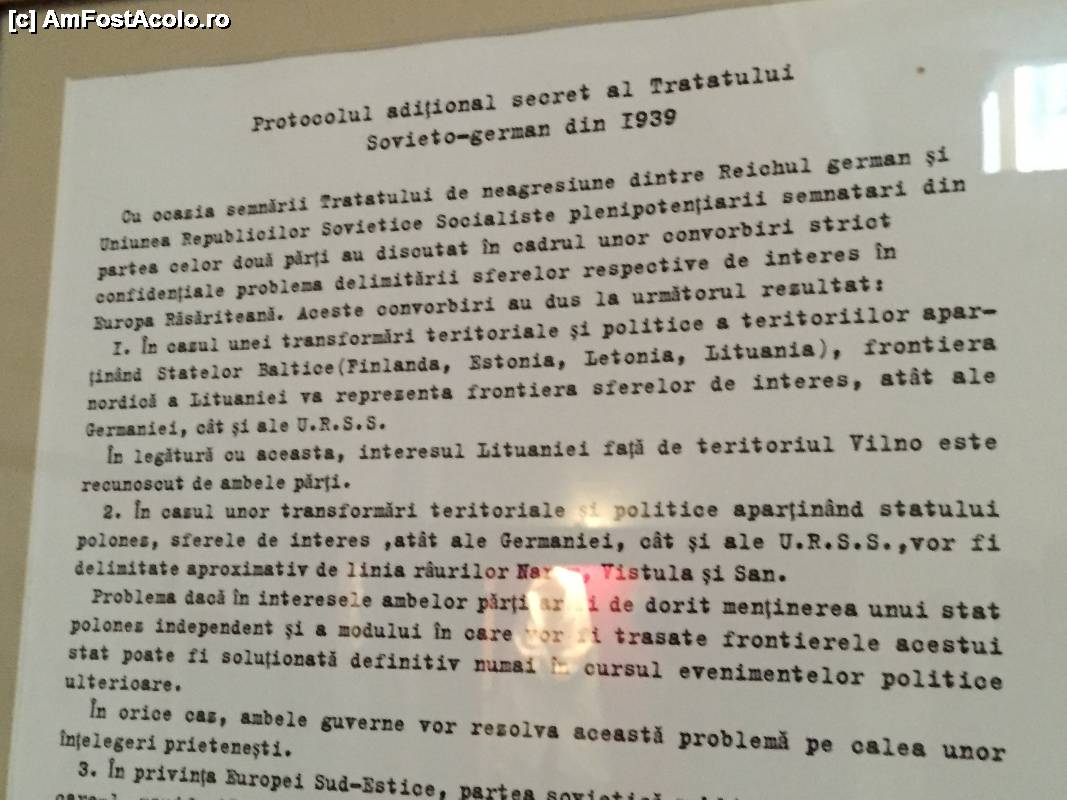 [c] AmFostAcolo.ro
Protocolul adiţional secret al Tratatului
Sovieto-german din I939
Cu ocazia semnării Tratatului de neagresiune dintre Reichul german şi
Uniunea Republicilor Sovietice Socialiste plenipotenţiarii semnatari din
partea celor două părţi au discutat în cadrul unor convorbiri strict
confidenţiale problema delimitării sferelor respective de interes în
Europa Răsăriteană. Aceste convorbiri au dus la următorul rezultat:
I. În cazul unei transformări teritoriale şi politice a teritoriilor apar-
ţinând Statelor Baltice(Finlanda, Estonia, Letonia, Lituania), frontiera
nordică a Lituaniei va reprezenta frontiera sferelor de interes, atât ale
Germaniei, cât şi ale U.R.S.S.
În legătură cu aceasta, interesul Lituaniei faţă de teritoriul Vilno este
recunoscut de ambele părţi.
2. În cazul unor transformări teritoriale şi politice aparţinând statului
polonez, sferele de interes ,atât ale Germaniei, cât şi ale U.R.S.S.,vor fi
delimitate aproximativ de linia râurilor Vistula şi San.
Problema dacă în interesele ambelor părţi ar fi de dorit menţinerea unui stat
polonez independent şi a modului în care vor fi trasate frontierele acestui
stat poate fi soluţionată definitiv numai în cursul evenimentelor politice
ulterioare.
În orice caz, ambele guverne vor rezolva această problemă pe calea unor
înţelegeri prieteneşti.
3. În privinţa Europei Sud-Estice, partea sovietică